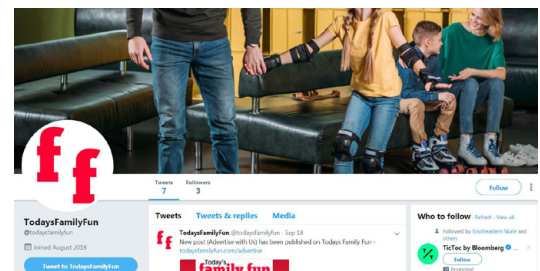 ff
Tweets
7
Followers
3
Follow
TodaysFamilyFun
@todaysfamilyfun
Joined August 2018
Tweet to TodaysFamilyFun
Tweets
Tweets & replies
Media
TodaysFamilyFun @todaysfamilyfun · Sep 18
New post (Advertise with Us) has been published on Todays Family Fun -
todaysfamilyfun.com/advertise
Today's
family fun
Who to follow · Refresh · View all
Followed by Southeastern Skate and
others
TicToc by Bloomberg
Follow
Promoted